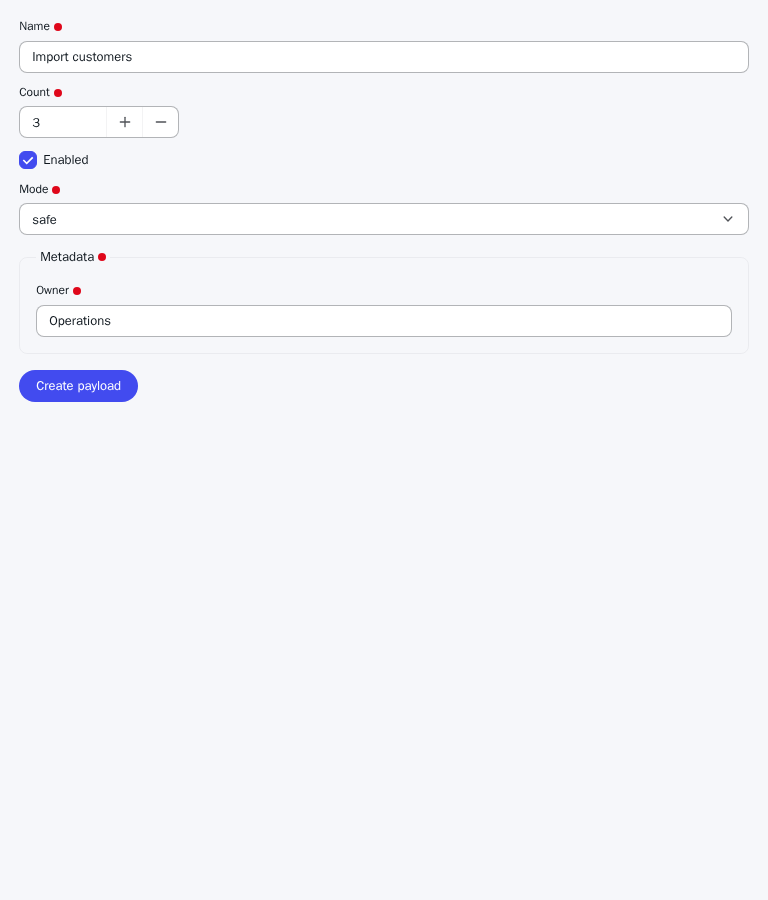 Name
Import customers
Count
3
Enabled
Mode
safe
Metadata
Owner
Operations
Create payload